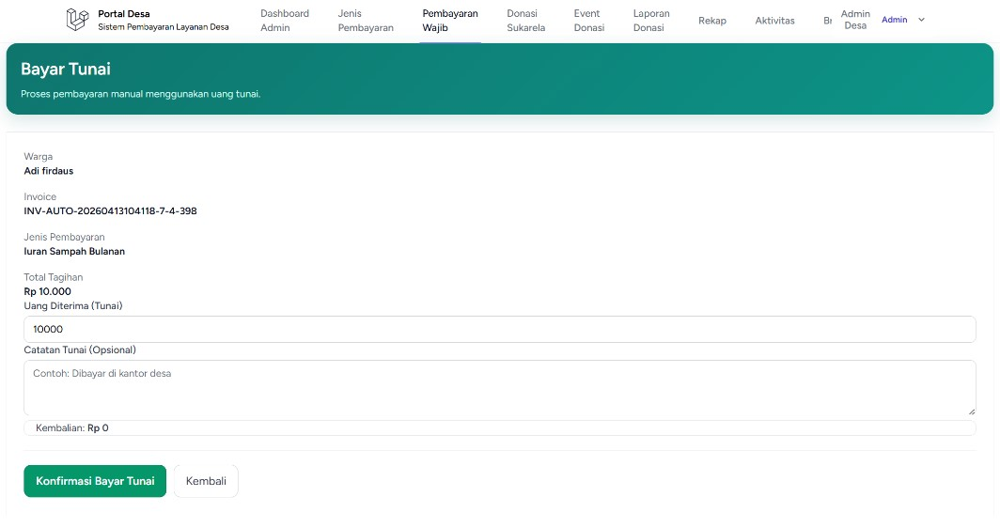 Portal Desa
Sistem Pembayaran Layanan Desa
Dashboard Admin
Jenis Pembayaran
Pembayaran Wajib
Donasi Sukarela
Event Donasi
Laporan Donasi
Rekap
Aktivitas
Admin Desa
Admin
Bayar Tunai
Proses pembayaran manual menggunakan uang tunai.
Warga
Adi firdaus
Invoice
INV-AUTO-20260413104118-7-4-398
Jenis Pembayaran
Iuran Sampah Bulanan
Total Tagihan
Rp 10.000
Uang Diterima (Tunai)
10000
Catatan Tunai (Opsional)
Contoh: Dibayar di kantor desa
Kembalian: Rp 0
Konfirmasi Bayar Tunai
Kembali